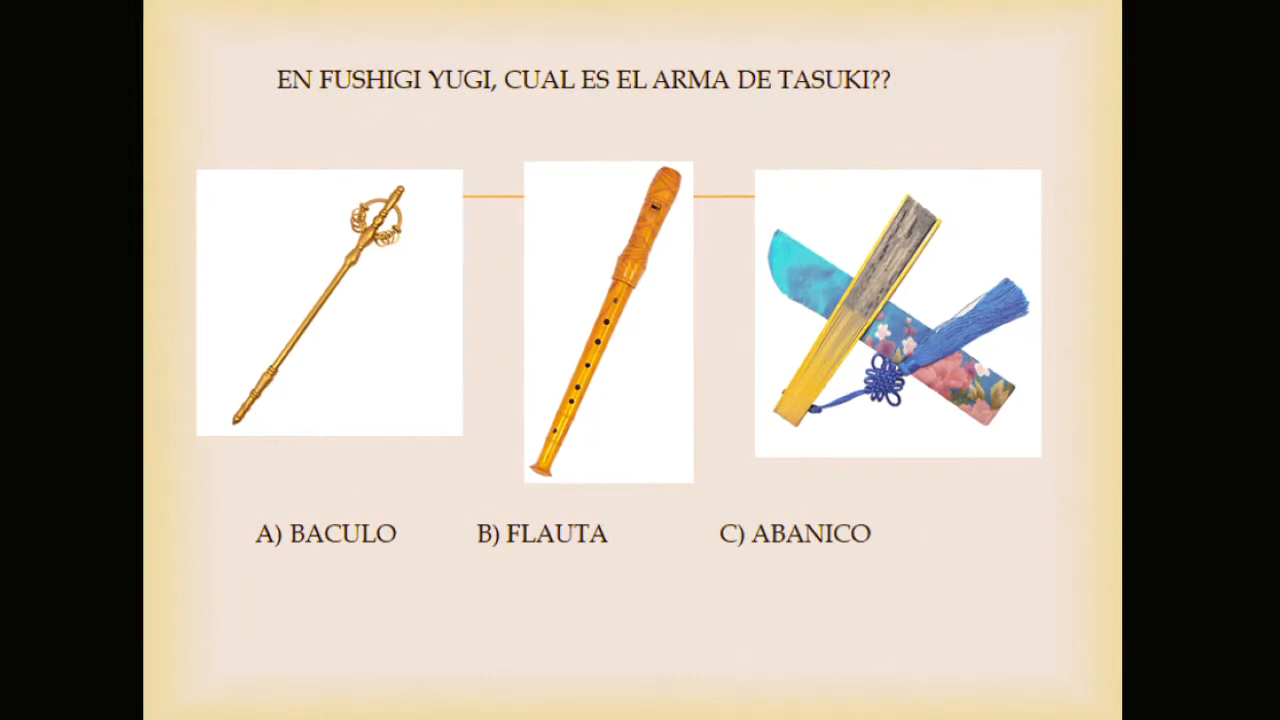 EN FUSHIGI YUGI, CUAL ES EL ARMA DE TASUKI??
A) BACULO B) FLAUTA C) ABANICO